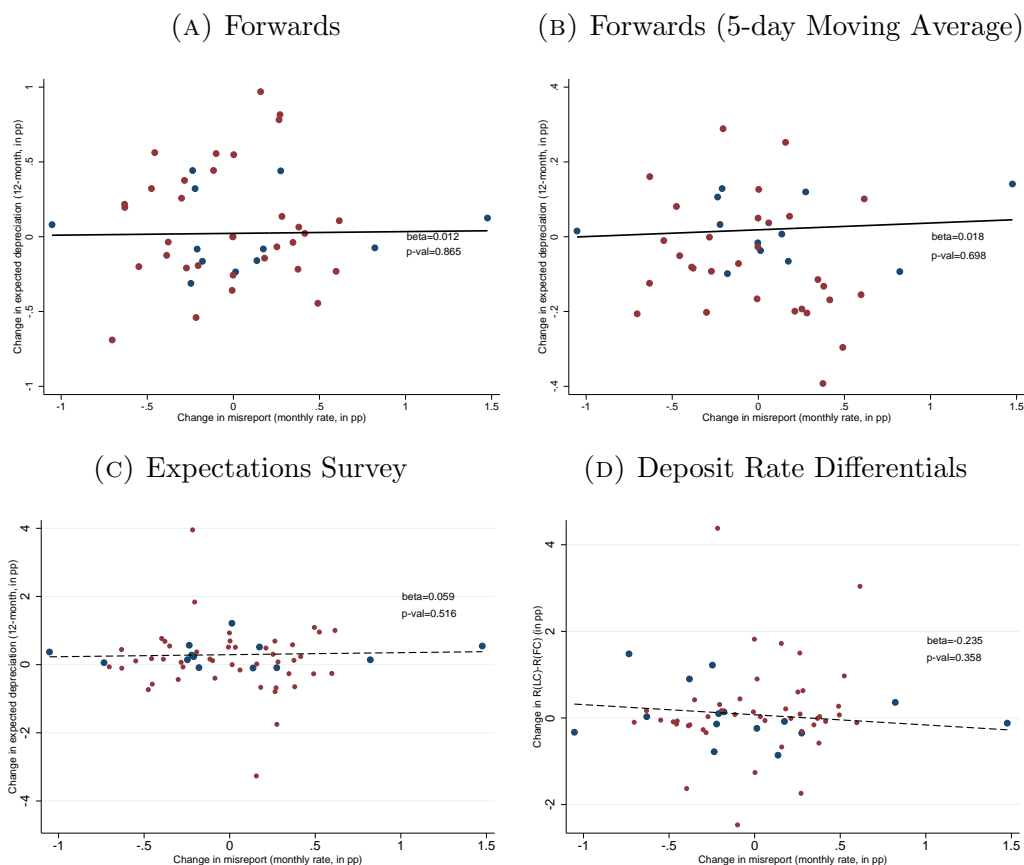 (A) Forwards
(B) Forwards (5-day Moving Average)
Change in expected depreciation (12-month, in pp)
1
.5
0
-.5
-1
beta=0.012
p-val=0.865
-1
-.5
0
.5
1
1.5
Change in misreport (monthly rate, in pp)
Change in expected depreciation (12-month, in pp)
.4
.2
0
-.2
-.4
beta=0.018
p-val=0.698
-1
-.5
0
.5
1
1.5
Change in misreport (monthly rate, in pp)
(C) Expectations Survey
(D) Deposit Rate Differentials
Change in expected depreciation (12-month, in pp)
4
2
0
-2
-4
beta=0.059
p-val=0.516
-1
-.5
0
.5
1
1.5
Change in misreport (monthly rate, in pp)
Change in R(LC)-R(FC) (in pp)
4
2
0
-2
beta=-0.235
p-val=0.358
-1
-.5
0
.5
1
1.5
Change in misreport (monthly rate, in pp)